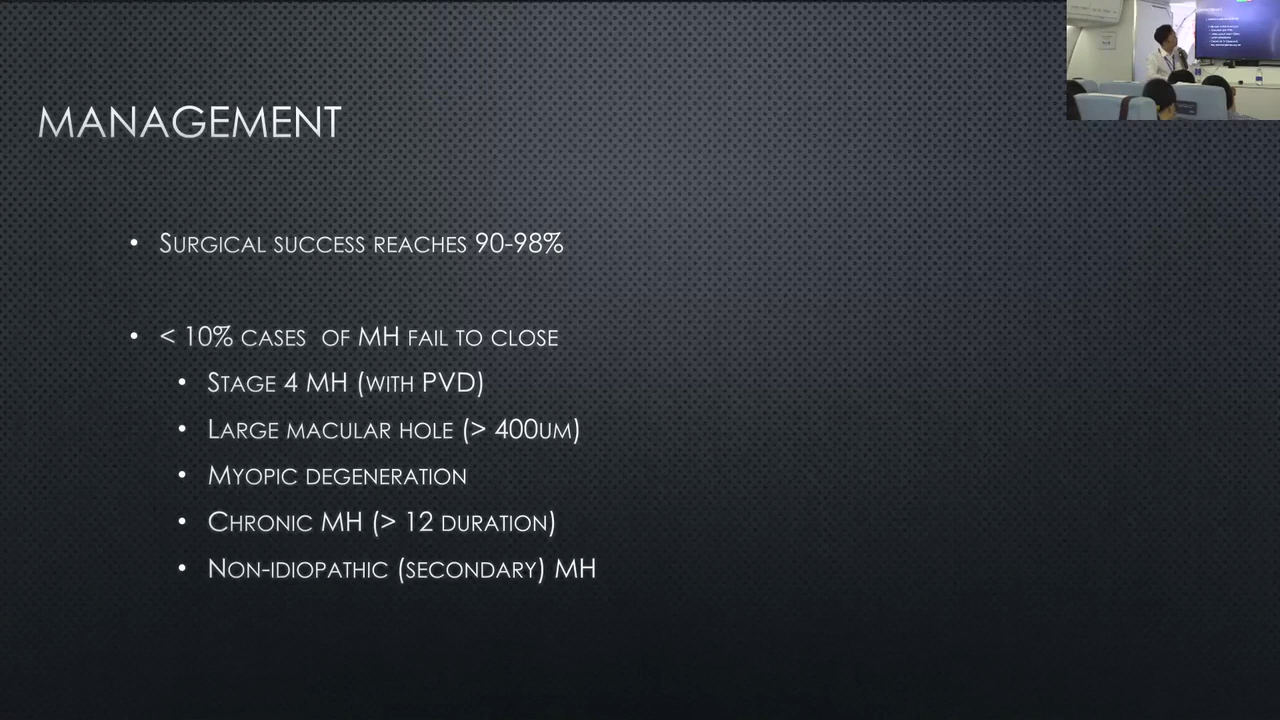 MANAGEMENT
• SURGICAL SUCCESS REACHES 90-98%
• < 10% CASES OF MH FAIL TO CLOSE
• STAGE 4 MH (WITH PVD)
• LARGE MACULAR HOLE (> 400UM)
• MYOPIC DEGENERATION
• CHRONIC MH (> 12 DURATION)
• NON-IDIOPATHIC (SECONDARY) MH